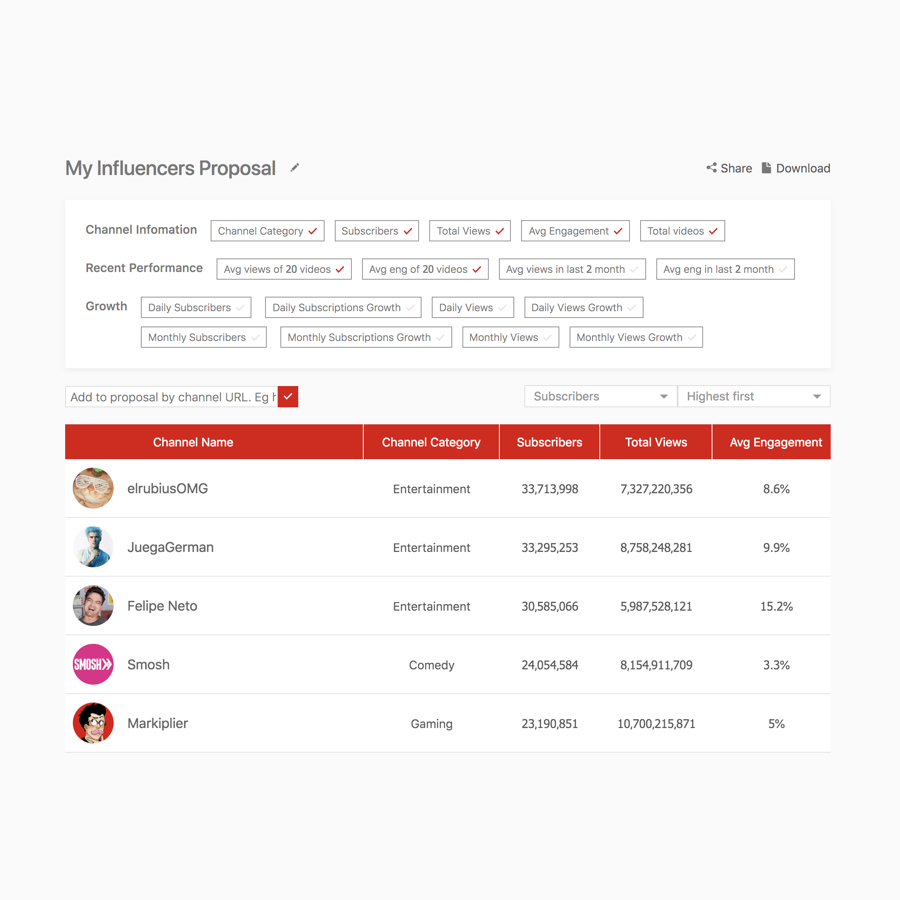 My Influencers Proposal
Share Download
Channel Infomation Channel Category Subscribers Total Views Avg Engagement Total videos
Recent Performance Avg views of 20 videos Avg eng of 20 videos Avg views in last 2 month Avg eng in last 2 month
Growth Daily Subscribers Daily Subscriptions Growth Daily Views Daily Views Growth
Monthly Subscribers Monthly Subscriptions Growth Monthly Views Monthly Views Growth
Add to proposal by channel URL. Eg h Subscribers Highest first
Channel Name Channel Category Subscribers Total Views Avg Engagement
elrubiusOMG Entertainment 33,713,998 7,327,220,356 8.6%
JuegaGerman Entertainment 33,295,253 8,758,248,281 9.9%
Felipe Neto Entertainment 30,585,066 5,987,528,121 15.2%
SMOSH Smosh Comedy 24,054,584 8,154,911,709 3.3%
Markiplier Gaming 23,190,851 10,700,215,871 5%